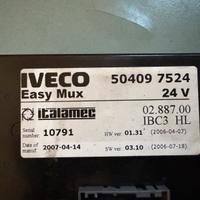 IVECO 50409 7524
Easy Mux 24 V
italamec 02.887.00
IBC3 HL
Serial number: 10791 HW ver 01.31 (2006-04-07)
Date of manuf. 2007-04-14 SW ver 03.10 (2006-07-18)